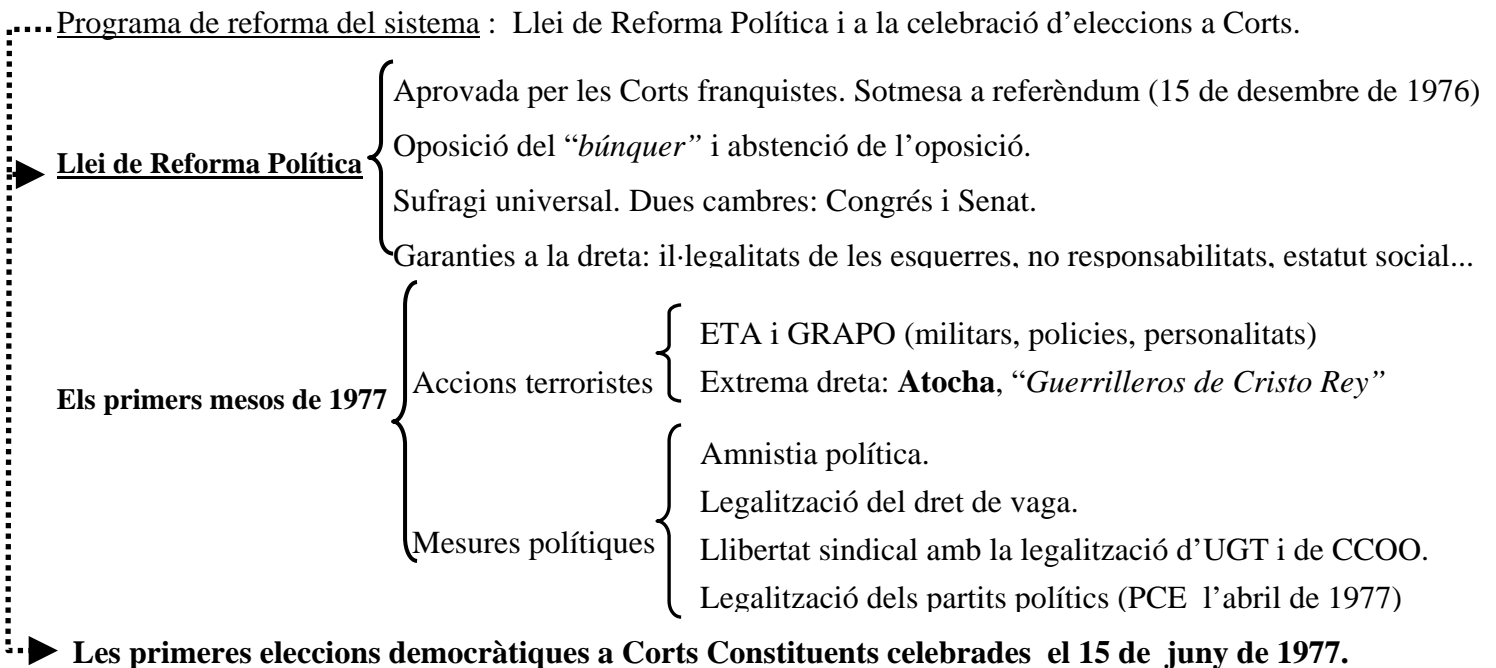 Programa de reforma del sistema :  Llei de Reforma Política i a la celebració d’eleccions a Corts.
Llei de Reforma Política
Aprovada per les Corts franquistes. Sotmesa a referèndum (15 de desembre de 1976)
Oposició del “búnquer” i abstenció de l’oposició.
Sufragi universal. Dues cambres: Congrés i Senat.
Garanties a la dreta: il·legalitats de les esquerres, no responsabilitats, estatut social...
Els primers mesos de 1977
Accions terroristes
ETA i GRAPO (militars, policies, personalitats)
Extrema dreta: Atocha, “Guerrilleros de Cristo Rey”
Mesures polítiques
Amnistia política.
Legalització del dret de vaga.
Llibertat sindical amb la legalització d’UGT i de CCOO.
Legalització dels partits polítics (PCE  l’abril de 1977)
Les primeres eleccions democràtiques a Corts Constituents celebrades  el 15 de  juny de 1977.